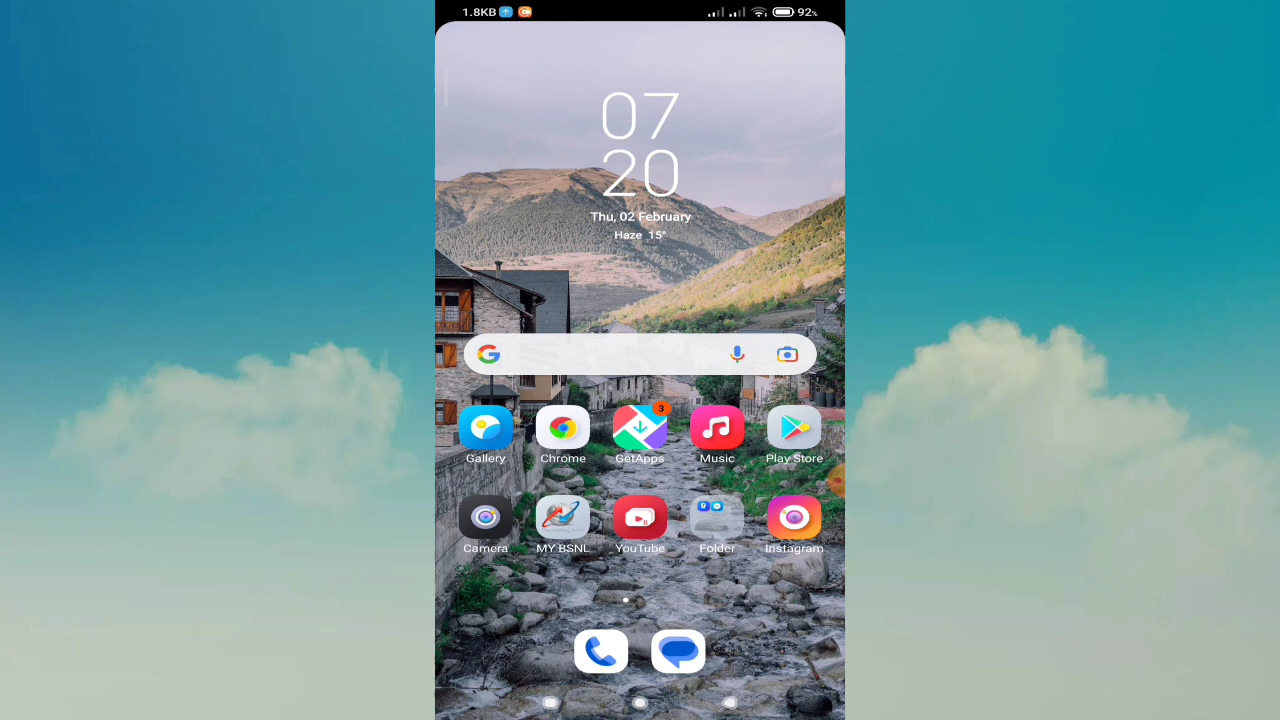 1.8KB 92%
07
20
Thu, 02 February
Haze 15°
3
Gallery Chrome GetApps Music Play Store
Camera MY BSNL YouTube Folder Instagram